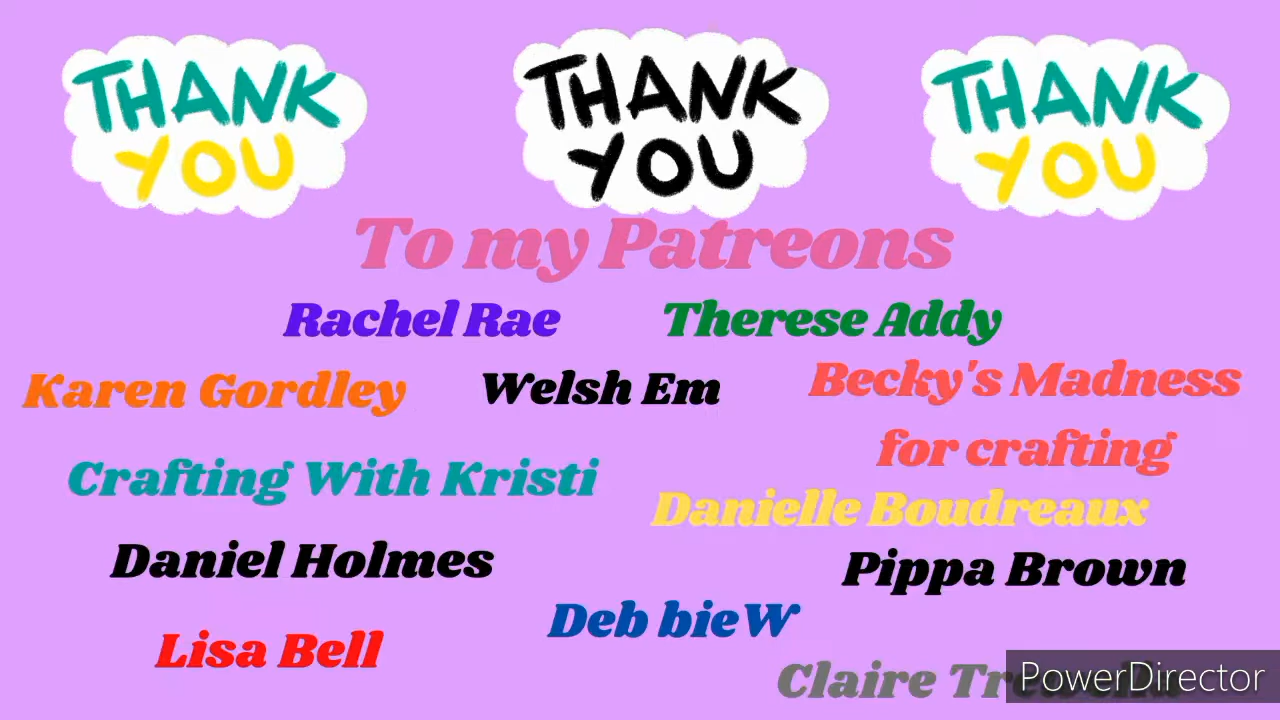 THANK YOU
THANK YOU
THANK YOU
To my Patreons
Rachel Rae
Therese Addy
Karen Gordley
Welsh Em
Becky's Madness
for crafting
Crafting With Kristi
Danielle Boudreaux
Daniel Holmes
Pippa Brown
Deb bieW
Lisa Bell
Claire
PowerDirector